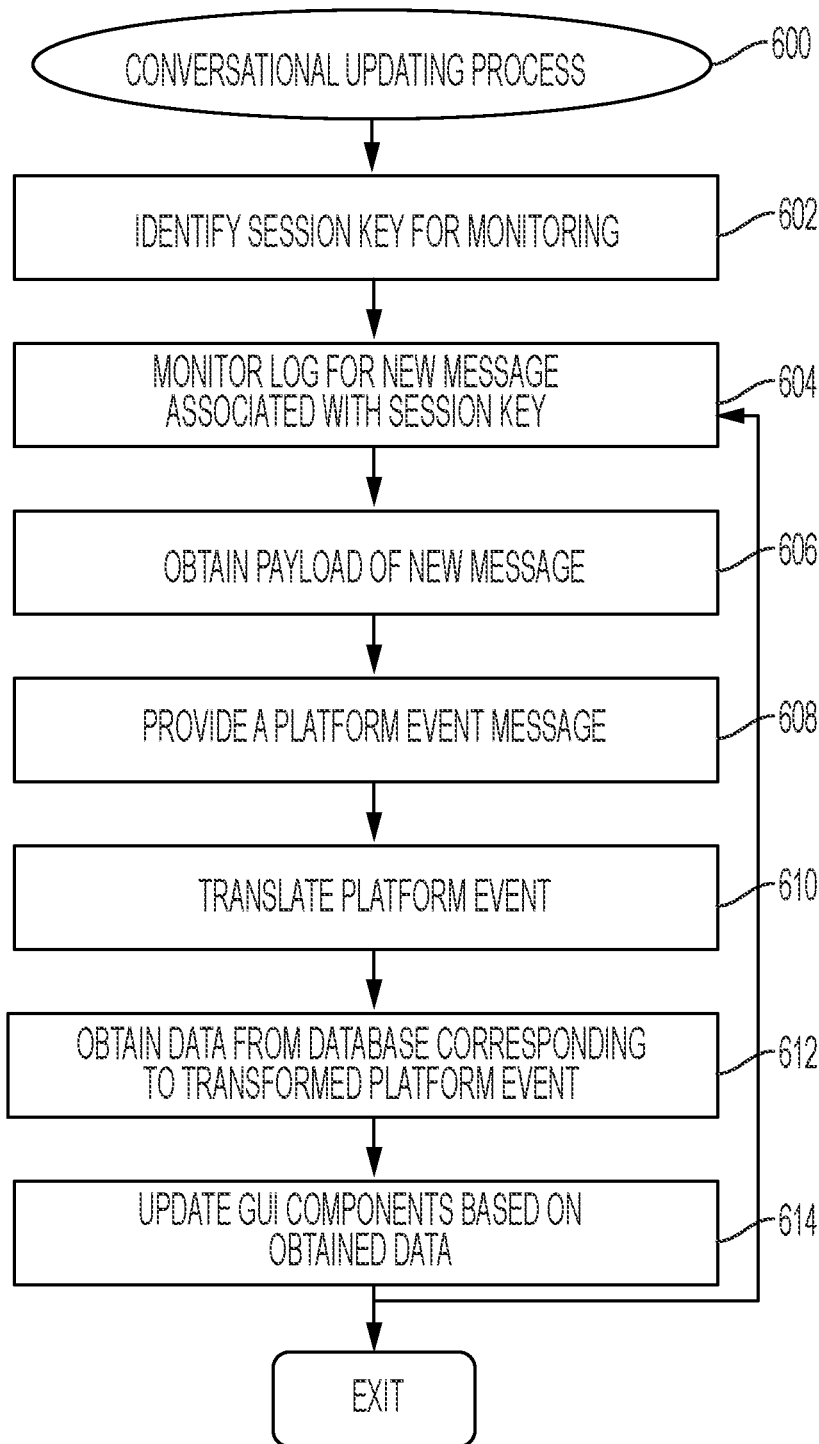 CONVERSATIONAL UPDATING PROCESS
600
IDENTIFY SESSION KEY FOR MONITORING
602
MONITOR LOG FOR NEW MESSAGE
ASSOCIATED WITH SESSION KEY
604
OBTAIN PAYLOAD OF NEW MESSAGE
606
PROVIDE A PLATFORM EVENT MESSAGE
608
TRANSLATE PLATFORM EVENT
610
OBTAIN DATA FROM DATABASE CORRESPONDING
TO TRANSFORMED PLATFORM EVENT
612
UPDATE GUI COMPONENTS BASED ON
OBTAINED DATA
614
EXIT